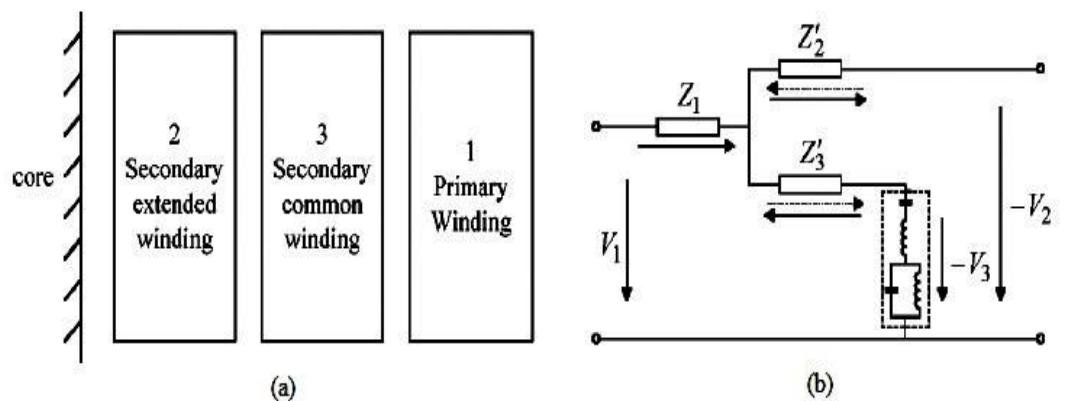 core
2
Secondary
extended
winding
3
Secondary
common
winding
1
Primary
Winding
(a)
Z₁
Z′₂
Z′₃
V₁
−V₃
−V₂
(b)